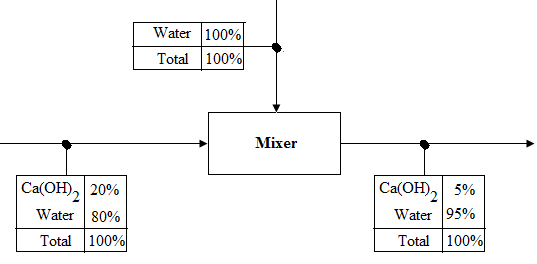 Water 100%
Total 100%
Mixer
Ca(OH)2 20%
Water 80%
Total 100%
Ca(OH)2 5%
Water 95%
Total 100%